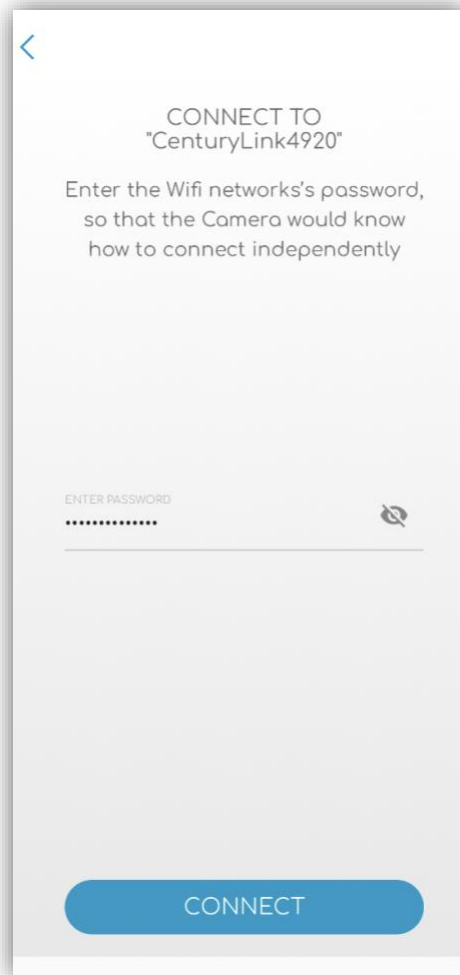 CONNECT TO
"CenturyLink4920"
Enter the Wifi networks's password,
so that the Camera would know
how to connect independently
ENTER PASSWORD
••••••••••••••
CONNECT